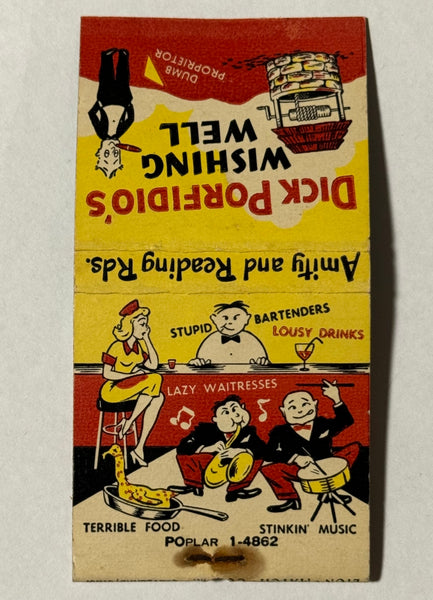 DICK PORFIDIO'S
WISHING
WELL
DUMB
PROPRIETOR
Amity and Reading Rds.
STUPID BARTENDERS
LOUSY DRINKS
LAZY WAITRESSES
TERRIBLE FOOD
STINKIN' MUSIC
POPLAR 1-4862